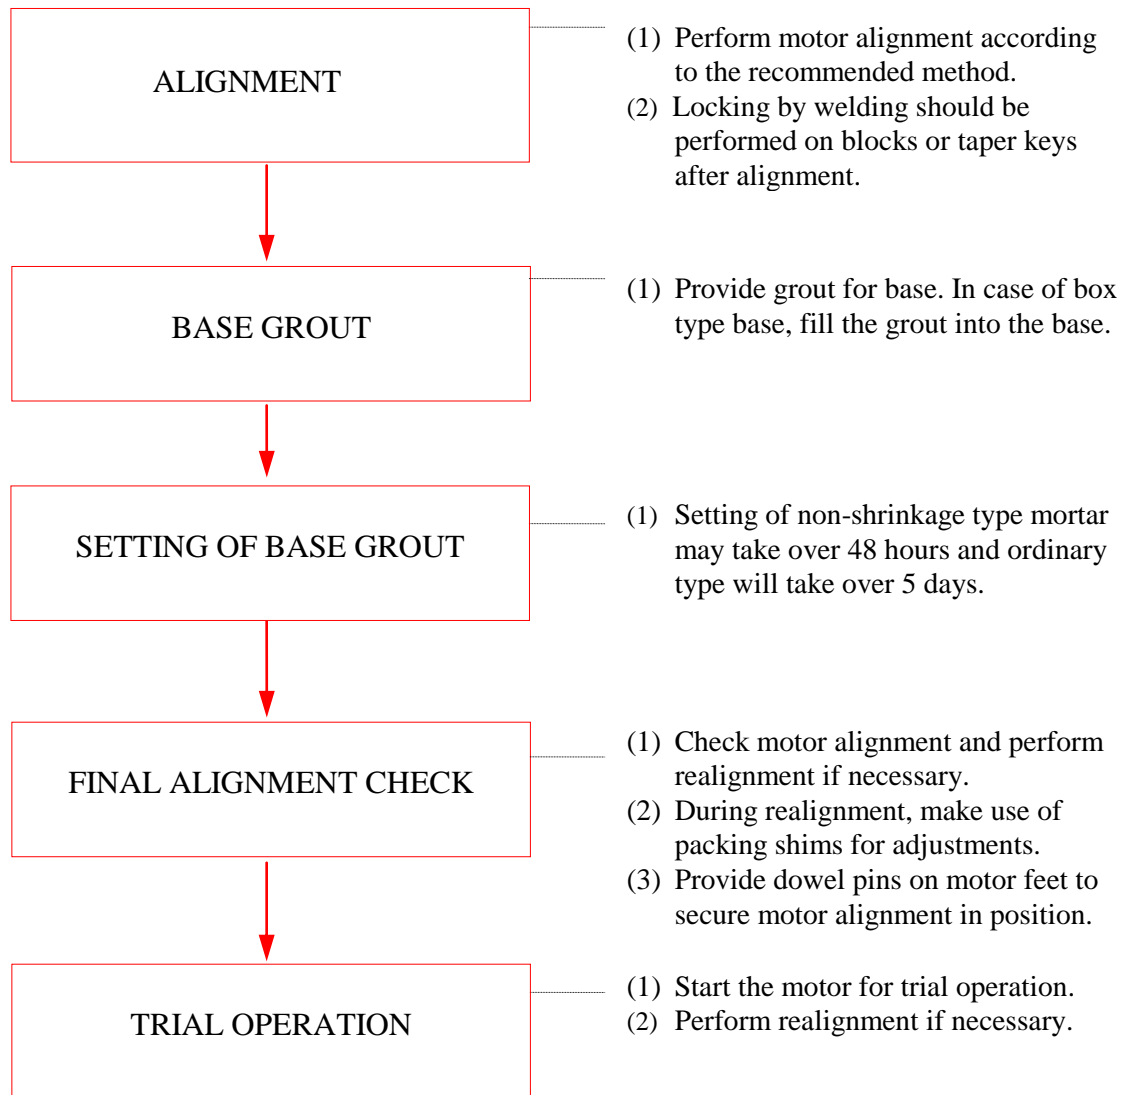 ALIGNMENT
(1) Perform motor alignment according
to the recommended method.
(2) Locking by welding should be
performed on blocks or taper keys
after alignment.
BASE GROUT
(1) Provide grout for base. In case of box
type base, fill the grout into the base.
SETTING OF BASE GROUT
(1) Setting of non-shrinkage type mortar
may take over 48 hours and ordinary
type will take over 5 days.
FINAL ALIGNMENT CHECK
(1) Check motor alignment and perform
realignment if necessary.
(2) During realignment, make use of
packing shims for adjustments.
(3) Provide dowel pins on motor feet to
secure motor alignment in position.
TRIAL OPERATION
(1) Start the motor for trial operation.
(2) Perform realignment if necessary.